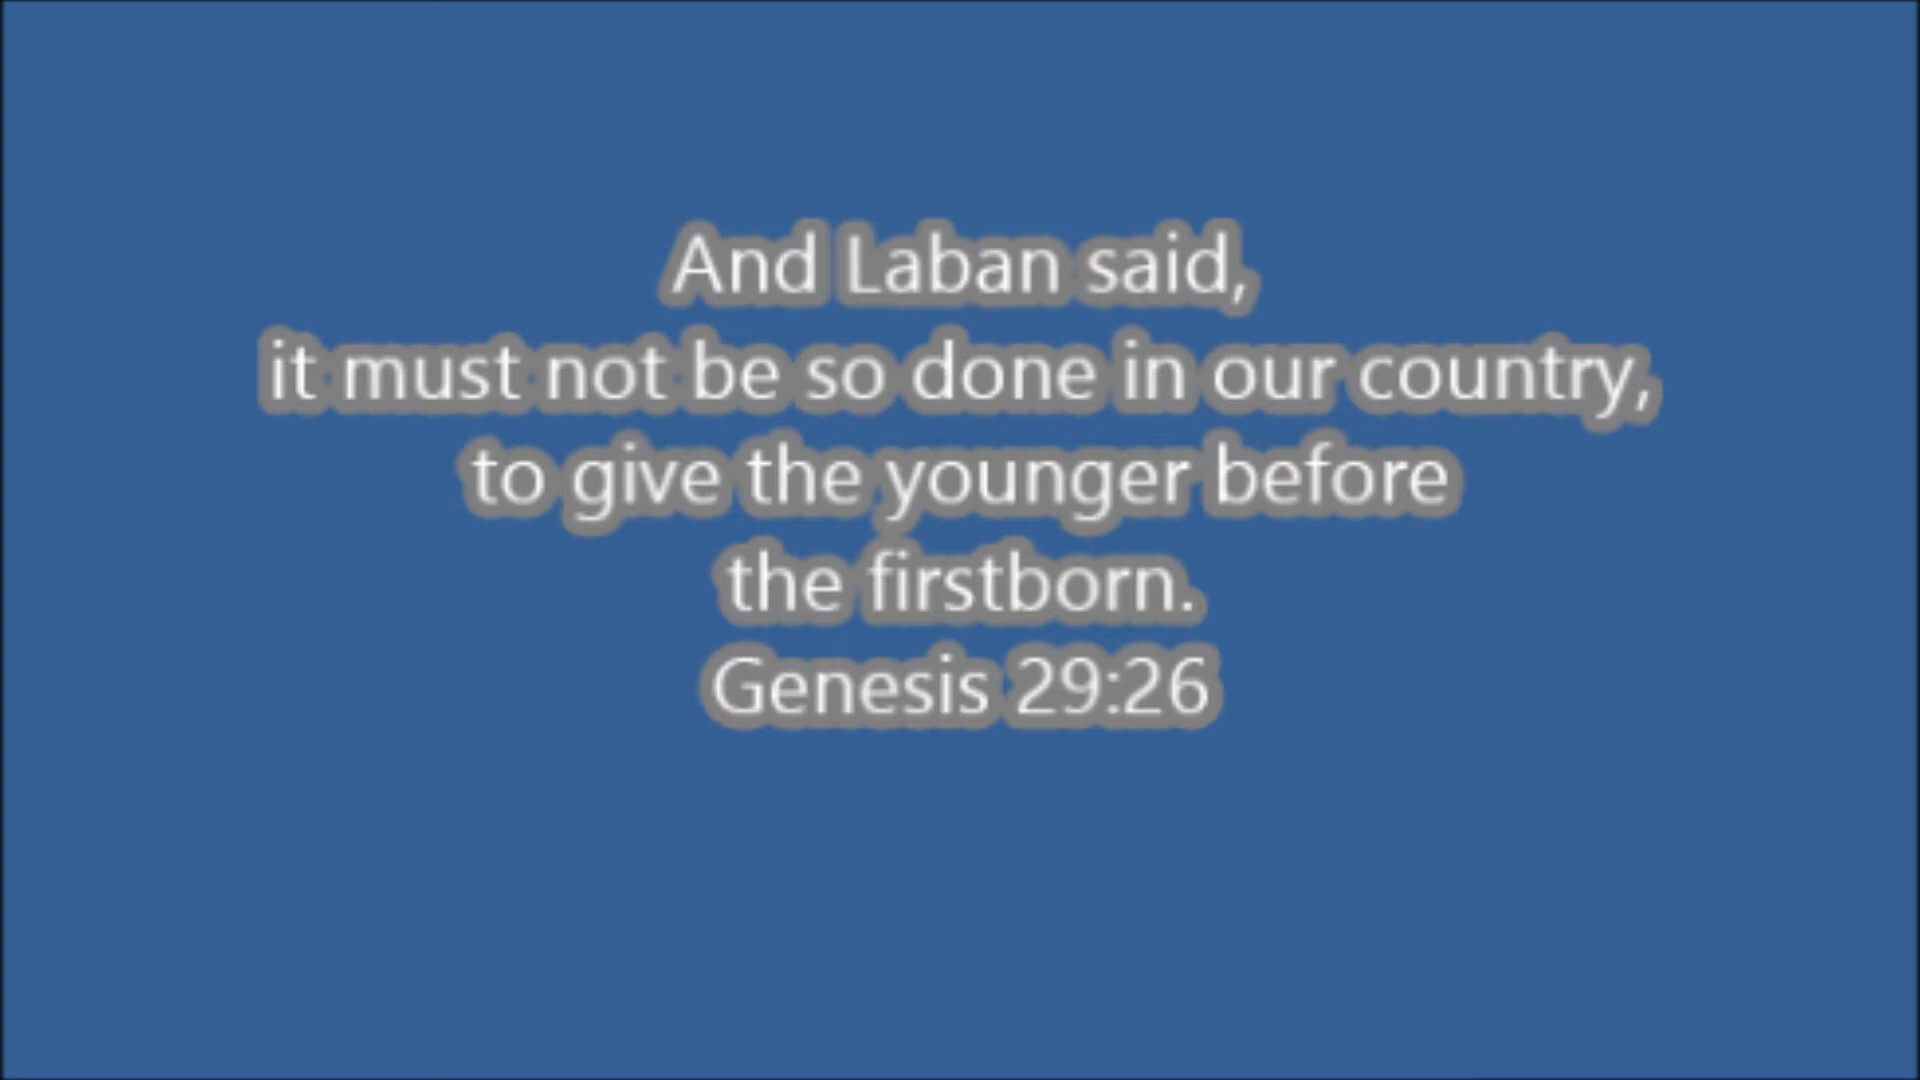 And Laban said,
it must not be so done in our country,
to give the younger before
the firstborn.
Genesis 29:26